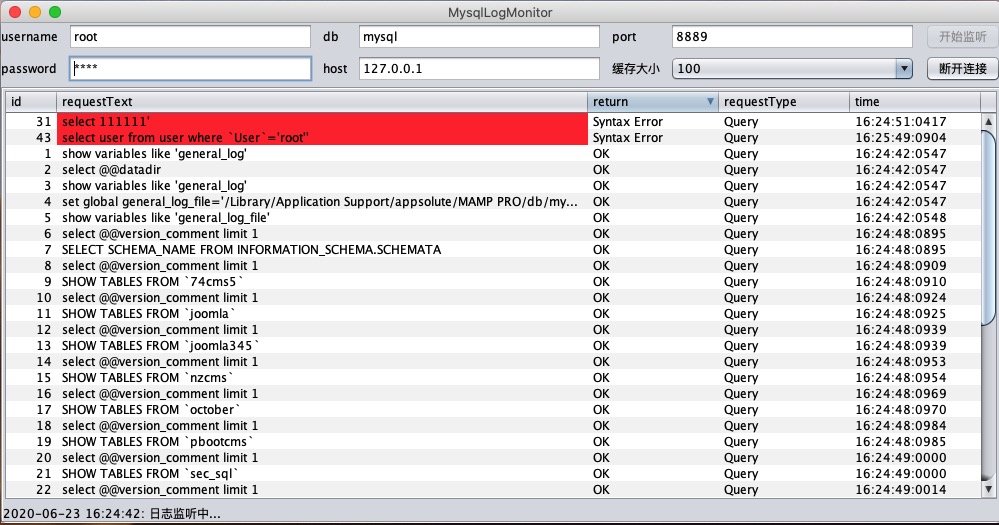 MysqlLogMonitor
username root db mysql port 8889 开始监听
password **** host 127.0.0.1 缓存大小 100 断开连接
id requestText return requestType time
31 select 111111' Syntax Error Query 16:24:51:0417
43 select user from user where `User`='root'' Syntax Error Query 16:25:49:0904
1 show variables like 'general_log' OK Query 16:24:42:0547
2 select @@datadir OK Query 16:24:42:0547
3 show variables like 'general_log' OK Query 16:24:42:0547
4 set global general_log_file='/Library/Application Support/appsolute/MAMP PRO/db/my... OK Query 16:24:42:0547
5 show variables like 'general_log_file' OK Query 16:24:42:0548
6 select @@version_comment limit 1 OK Query 16:24:48:0895
7 SELECT SCHEMA_NAME FROM INFORMATION_SCHEMA.SCHEMATA OK Query 16:24:48:0895
8 select @@version_comment limit 1 OK Query 16:24:48:0909
9 SHOW TABLES FROM `74cms5` OK Query 16:24:48:0910
10 select @@version_comment limit 1 OK Query 16:24:48:0924
11 SHOW TABLES FROM `joomla` OK Query 16:24:48:0925
12 select @@version_comment limit 1 OK Query 16:24:48:0939
13 SHOW TABLES FROM `joomla345` OK Query 16:24:48:0939
14 select @@version_comment limit 1 OK Query 16:24:48:0953
15 SHOW TABLES FROM `nzcms` OK Query 16:24:48:0954
16 select @@version_comment limit 1 OK Query 16:24:48:0969
17 SHOW TABLES FROM `october` OK Query 16:24:48:0970
18 select @@version_comment limit 1 OK Query 16:24:48:0984
19 SHOW TABLES FROM `pbootcms` OK Query 16:24:48:0985
20 select @@version_comment limit 1 OK Query 16:24:49:0000
21 SHOW TABLES FROM `sec_sql` OK Query 16:24:49:0000
22 select @@version_comment limit 1 OK Query 16:24:49:0014
2020-06-23 16:24:42: 日志监听中...